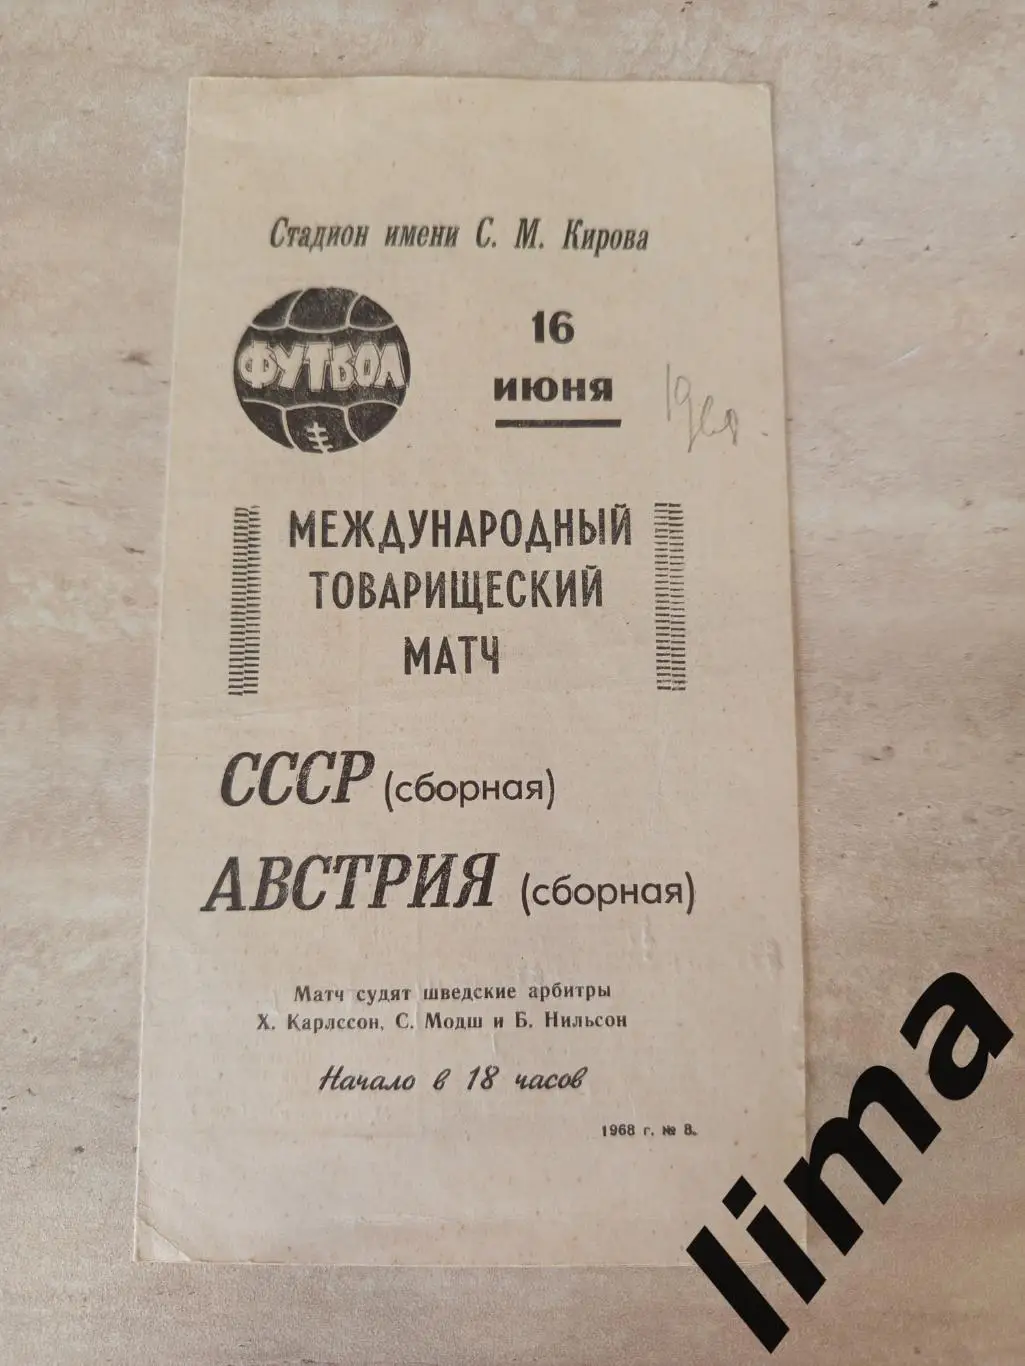 Стадион имени С. М. Кирова
ФУТБОЛ
16
июня
1968.
МЕЖДУНАРОДНЫЙ
ТОВАРИЩЕСКИЙ
МАТЧ
СССР (сборная)
АВСТРИЯ (сборная)
Матч судят шведские арбитры
Х. Карлссон, С. Модш и Б. Нильсон
Начало в 18 часов
1968 г. № 8.
lima